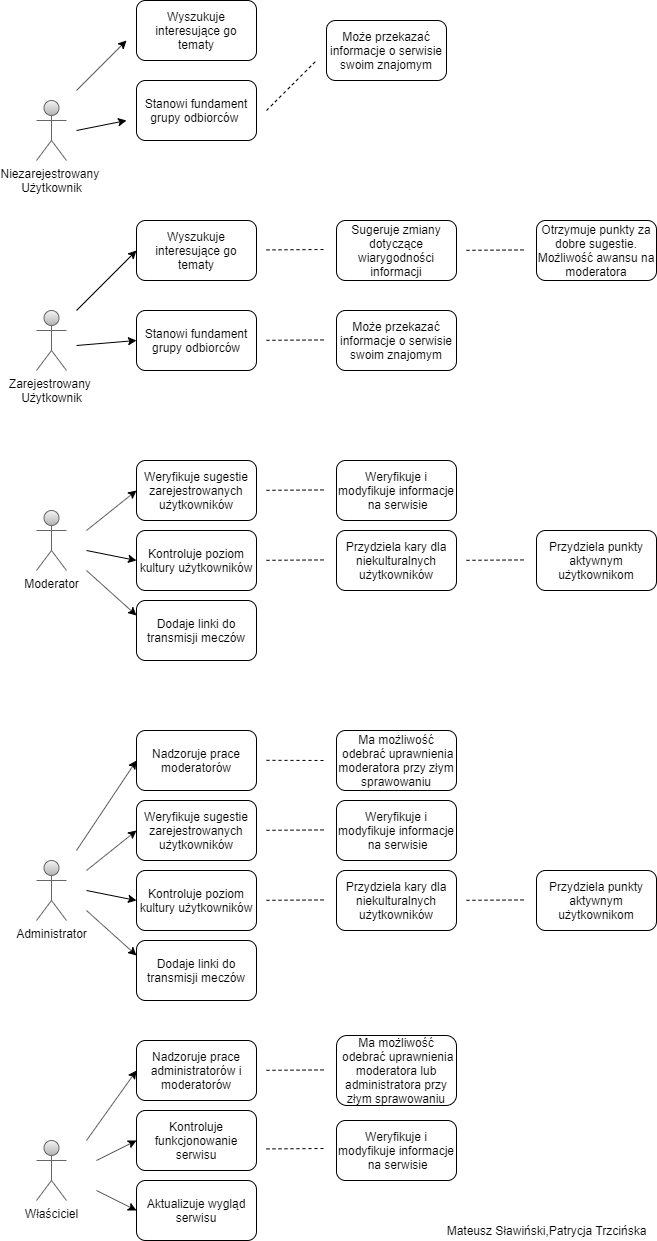 Wyszukuje
interesujące go
tematy
Może przekazać
informacje o serwisie
swoim znajomym
Stanowi fundament
grupy odbiorców
Niezarejestrowany
Użytkownik
Wyszukuje
interesujące go
tematy
Sugeruje zmiany
dotyczące
wiarygodności
informacji
Otrzymuje punkty za
dobre sugestie.
Możliwość awansu na
moderatora
Stanowi fundament
grupy odbiorców
Może przekazać
informacje o serwisie
swoim znajomym
Zarejestrowany
Użytkownik
Weryfikuje sugestie
zarejestrowanych
użytkowników
Weryfikuje i
modyfikuje informacje
na serwisie
Kontroluje poziom
kultury użytkowników
Przydziela kary dla
niekulturalnych
użytkowników
Przydziela punkty
aktywnym
użytkownikom
Moderator
Dodaje linki do
transmisji meczów
Nadzoruje prace
moderatorów
Ma możliwość
odebrać uprawnienia
moderatora przy złym
sprawowaniu
Weryfikuje sugestie
zarejestrowanych
użytkowników
Weryfikuje i
modyfikuje informacje
na serwisie
Kontroluje poziom
kultury użytkowników
Przydziela kary dla
niekulturalnych
użytkowników
Przydziela punkty
aktywnym
użytkownikom
Administrator
Dodaje linki do
transmisji meczów
Nadzoruje prace
administratorów i
moderatorów
Ma możliwość
odebrać uprawnienia
moderatora lub
administratora przy
złym sprawowaniu
Kontroluje
funkcjonowanie
serwisu
Weryfikuje i
modyfikuje informacje
na serwisie
Właściciel
Aktualizuje wygląd
serwisu
Mateusz Sławiński,Patrycja Trzcińska